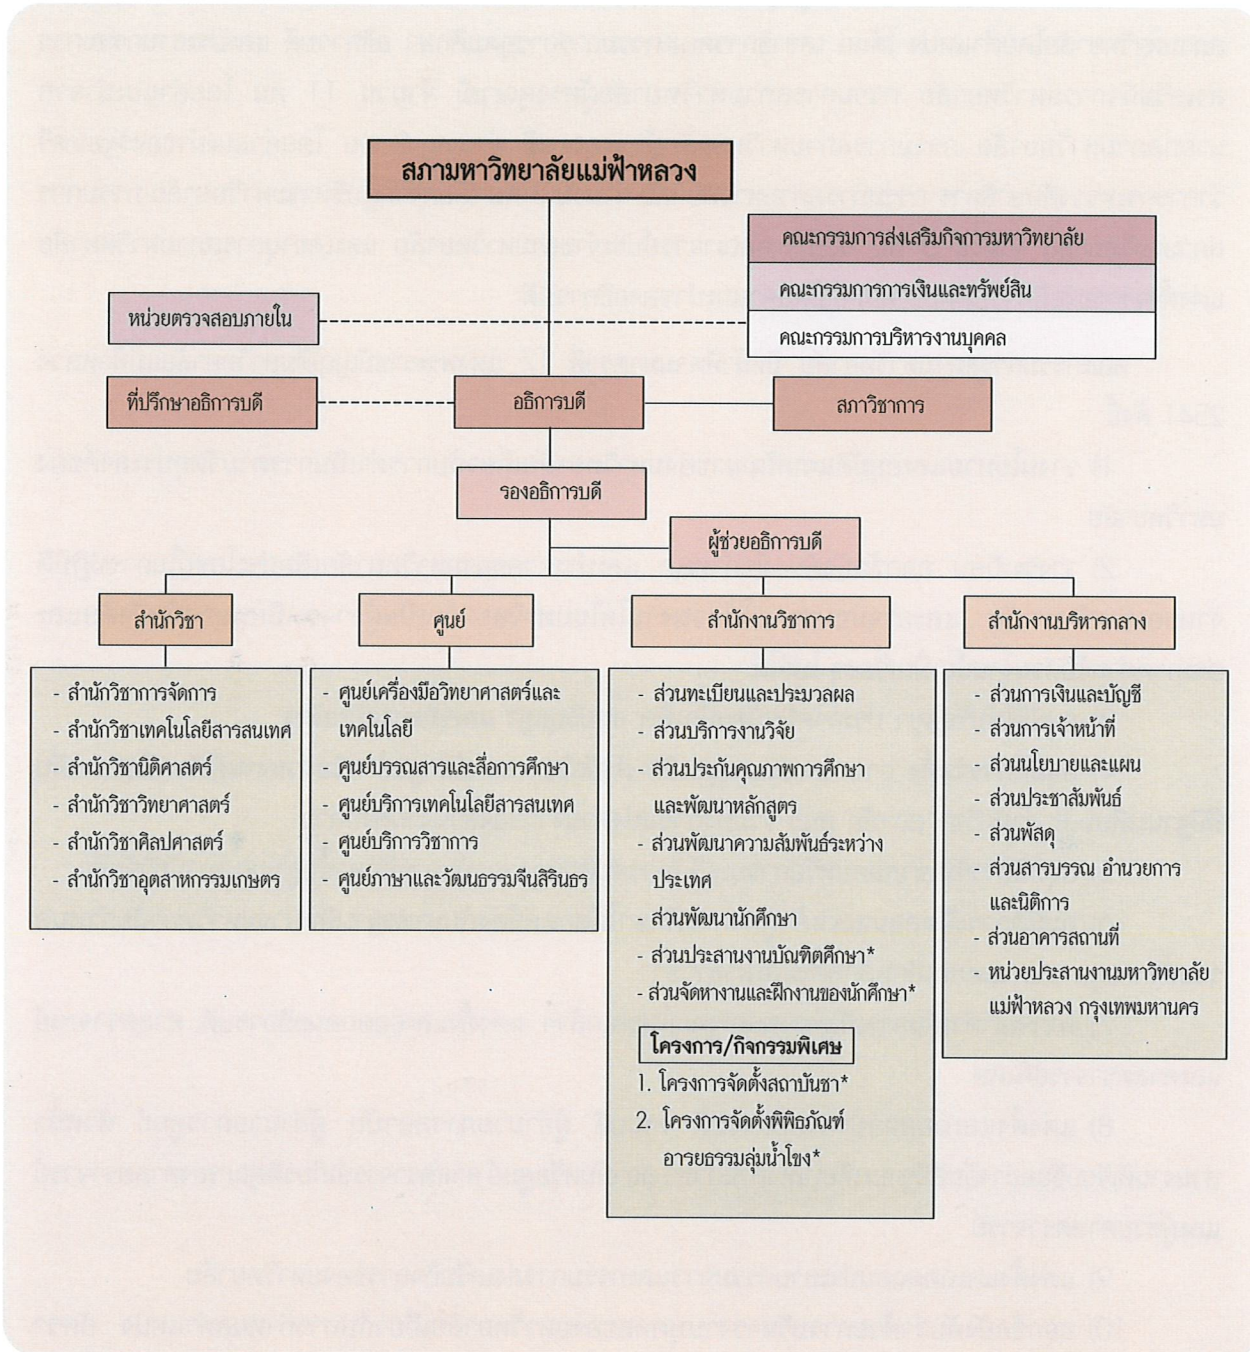 สภามหาวิทยาลัยแม่ฟ้าหลวง
คณะกรรมการส่งเสริมกิจการมหาวิทยาลัย
คณะกรรมการการเงินและทรัพย์สิน
คณะกรรมการบริหารงานบุคคล
หน่วยตรวจสอบภายใน
ที่ปรึกษาอธิการบดี
อธิการบดี
สภาวิชาการ
รองอธิการบดี
ผู้ช่วยอธิการบดี
สำนักวิชา
- สำนักวิชาการจัดการ
- สำนักวิชาเทคโนโลยีสารสนเทศ
- สำนักวิชานิติศาสตร์
- สำนักวิชาวิทยาศาสตร์
- สำนักวิชาศิลปศาสตร์
- สำนักวิชาอุตสาหกรรมเกษตร
ศูนย์
- ศูนย์เครื่องมือวิทยาศาสตร์และ
เทคโนโลยี
- ศูนย์บรรณสารและสื่อการศึกษา
- ศูนย์บริการเทคโนโลยีสารสนเทศ
- ศูนย์บริการวิชาการ
- ศูนย์ภาษาและวัฒนธรรมจีนสิรินธร
สำนักงานวิชาการ
- ส่วนทะเบียนและประมวลผล
- ส่วนบริการงานวิจัย
- ส่วนประกันคุณภาพการศึกษา
และพัฒนาหลักสูตร
- ส่วนพัฒนาความสัมพันธ์ระหว่าง
ประเทศ
- ส่วนพัฒนานักศึกษา
- ส่วนประสานงานบัณฑิตศึกษา*
- ส่วนจัดหางานและฝึกงานของนักศึกษา*
โครงการ/กิจกรรมพิเศษ
1. โครงการจัดตั้งสถาบันชา*
2. โครงการจัดตั้งพิพิธภัณฑ์
อารยธรรมลุ่มน้ำโขง*
สำนักงานบริหารกลาง
- ส่วนการเงินและบัญชี
- ส่วนการเจ้าหน้าที่
- ส่วนนโยบายและแผน
- ส่วนประชาสัมพันธ์
- ส่วนพัสดุ
- ส่วนสารบรรณ อำนวยการ
และนิติการ
- ส่วนอาคารสถานที่
- หน่วยประสานงานมหาวิทยาลัย
แม่ฟ้าหลวง กรุงเทพมหานคร